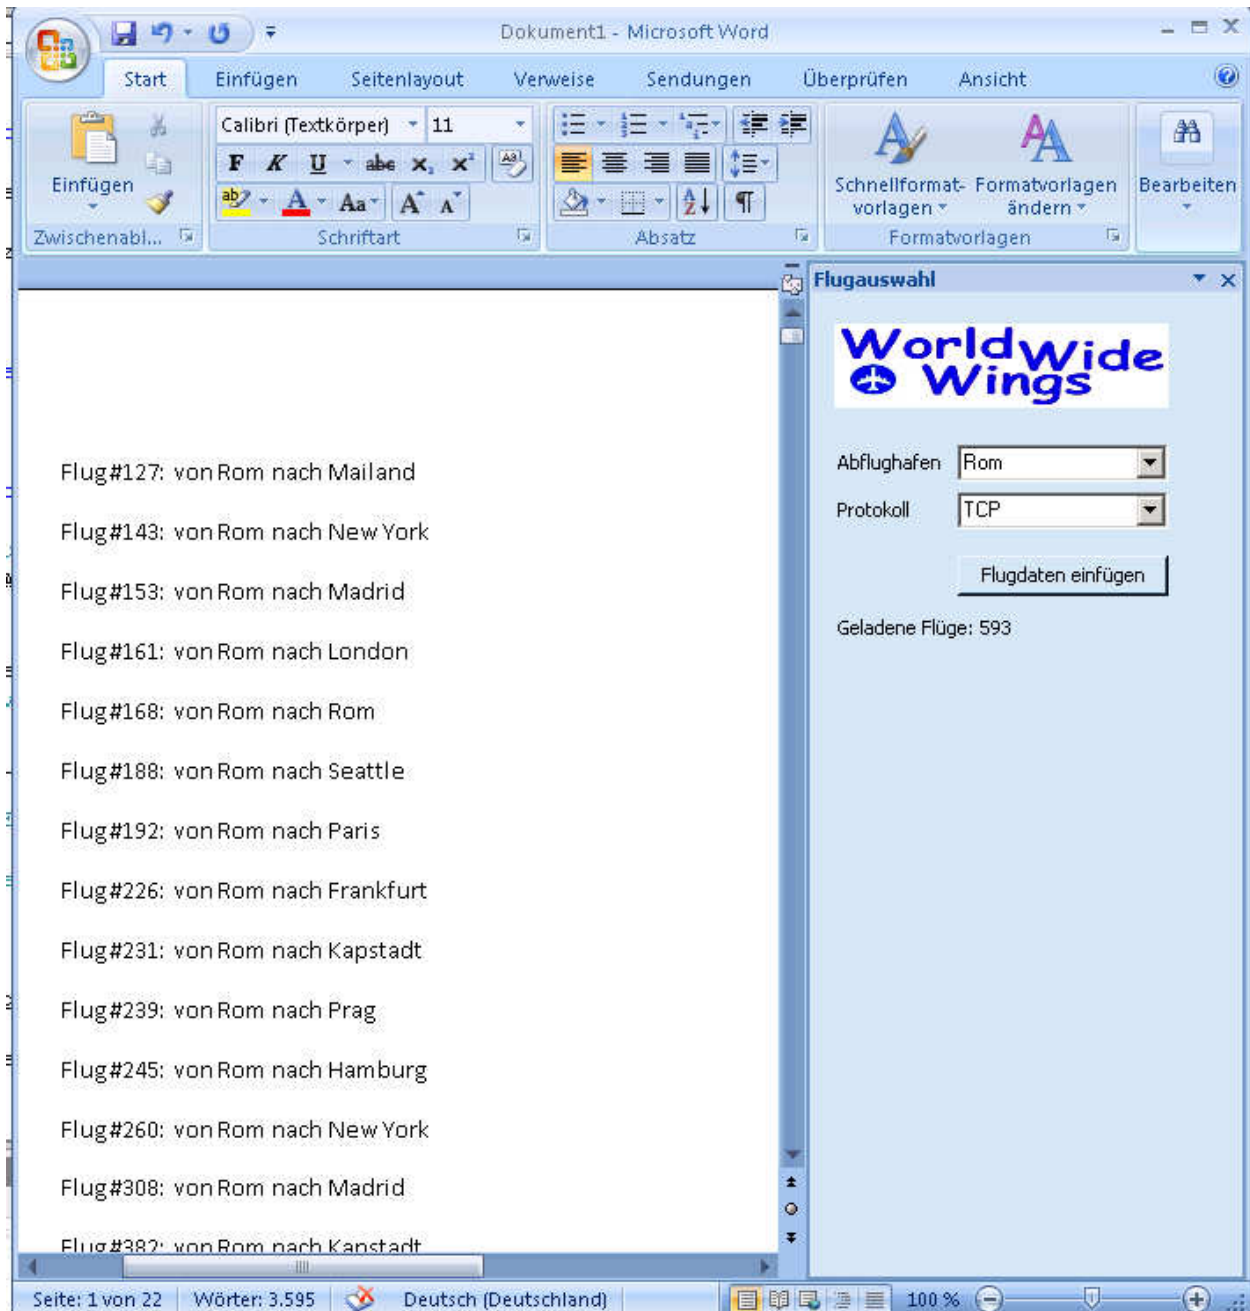 Dokument1 - Microsoft Word
Start Einfügen Seitenlayout Verweise Sendungen Überprüfen Ansicht
Einfügen
Zwischenabl...
Calibri (Textkörper) 11
F K U abc x₂ x²
Aa A A
Schriftart
Absatz
Schnellformat-
vorlagen
Formatvorlagen
ändern
Formatvorlagen
Bearbeiten
Flug#127: von Rom nach Mailand
Flug#143: von Rom nach New York
Flug#153: von Rom nach Madrid
Flug#161: von Rom nach London
Flug#168: von Rom nach Rom
Flug#188: von Rom nach Seattle
Flug#192: von Rom nach Paris
Flug#226: von Rom nach Frankfurt
Flug#231: von Rom nach Kapstadt
Flug#239: von Rom nach Prag
Flug#245: von Rom nach Hamburg
Flug#260: von Rom nach New York
Flug#308: von Rom nach Madrid
Flug#382: von Rom nach Kapstadt
Flugauswahl
World Wide
Wings
Abflughafen Rom
Protokoll TCP
Flugdaten einfügen
Geladene Flüge: 593
Seite: 1 von 22 Wörter: 3.595 Deutsch (Deutschland) 100 %